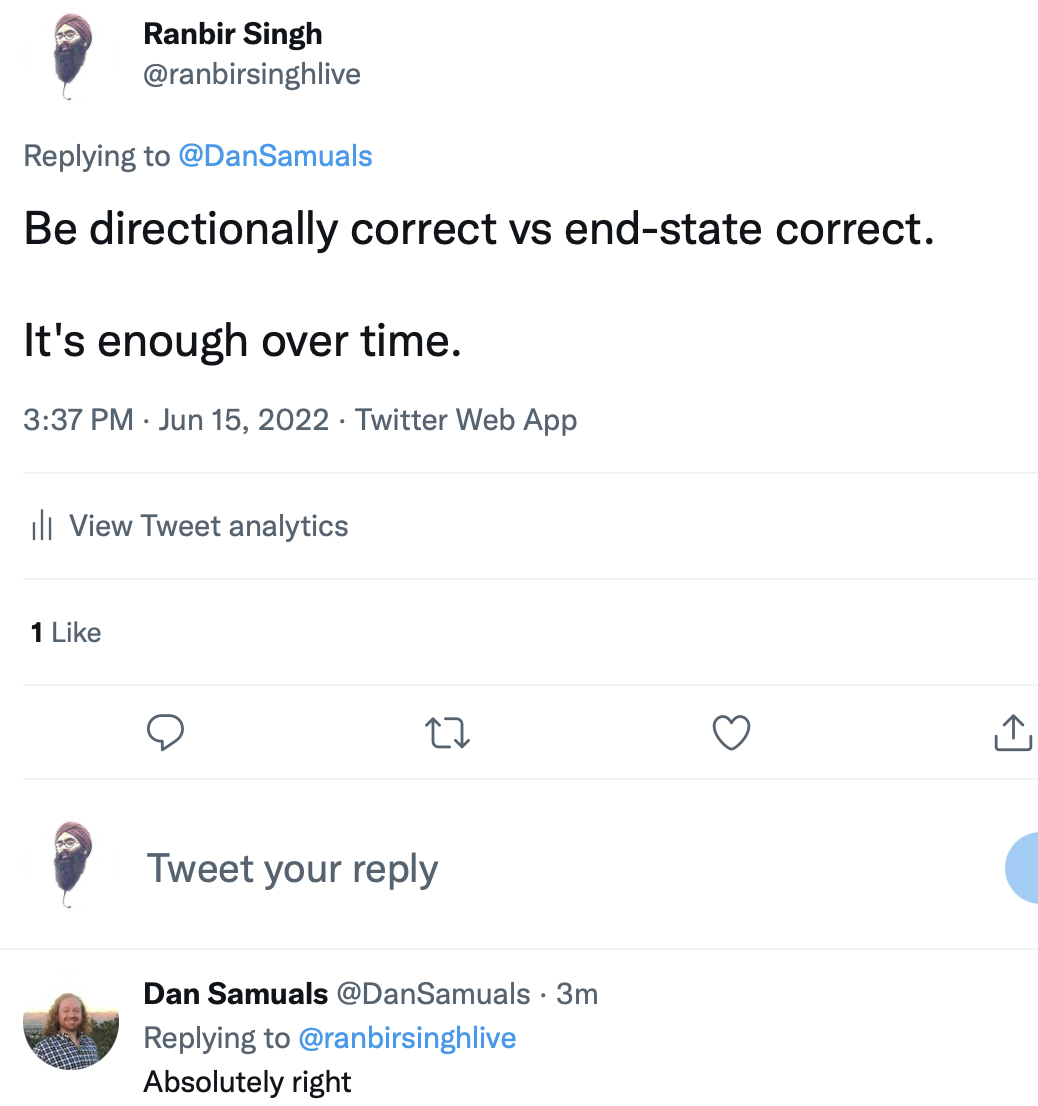 Ranbir Singh
@ranbirsinghlive
Replying to @DanSamuals
Be directionally correct vs end-state correct.
It's enough over time.
3:37 PM · Jun 15, 2022 · Twitter Web App
View Tweet analytics
1 Like
Tweet your reply
Dan Samuals @DanSamuals · 3m
Replying to @ranbirsinghlive
Absolutely right